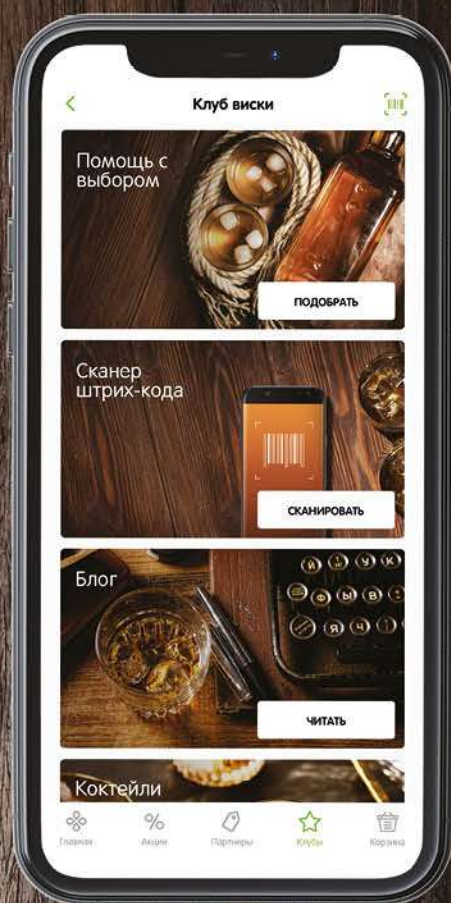 Клуб виски
Помощь с
выбором
ПОДОБРАТЬ
Сканер
штрих-кода
СКАНИРОВАТЬ
Блог
Й
У
К
Ф
Ы
В
Я
Ч
ЧИТАТЬ
Коктейли
Главная
Акции
Партнеры
Клубы
Корзина